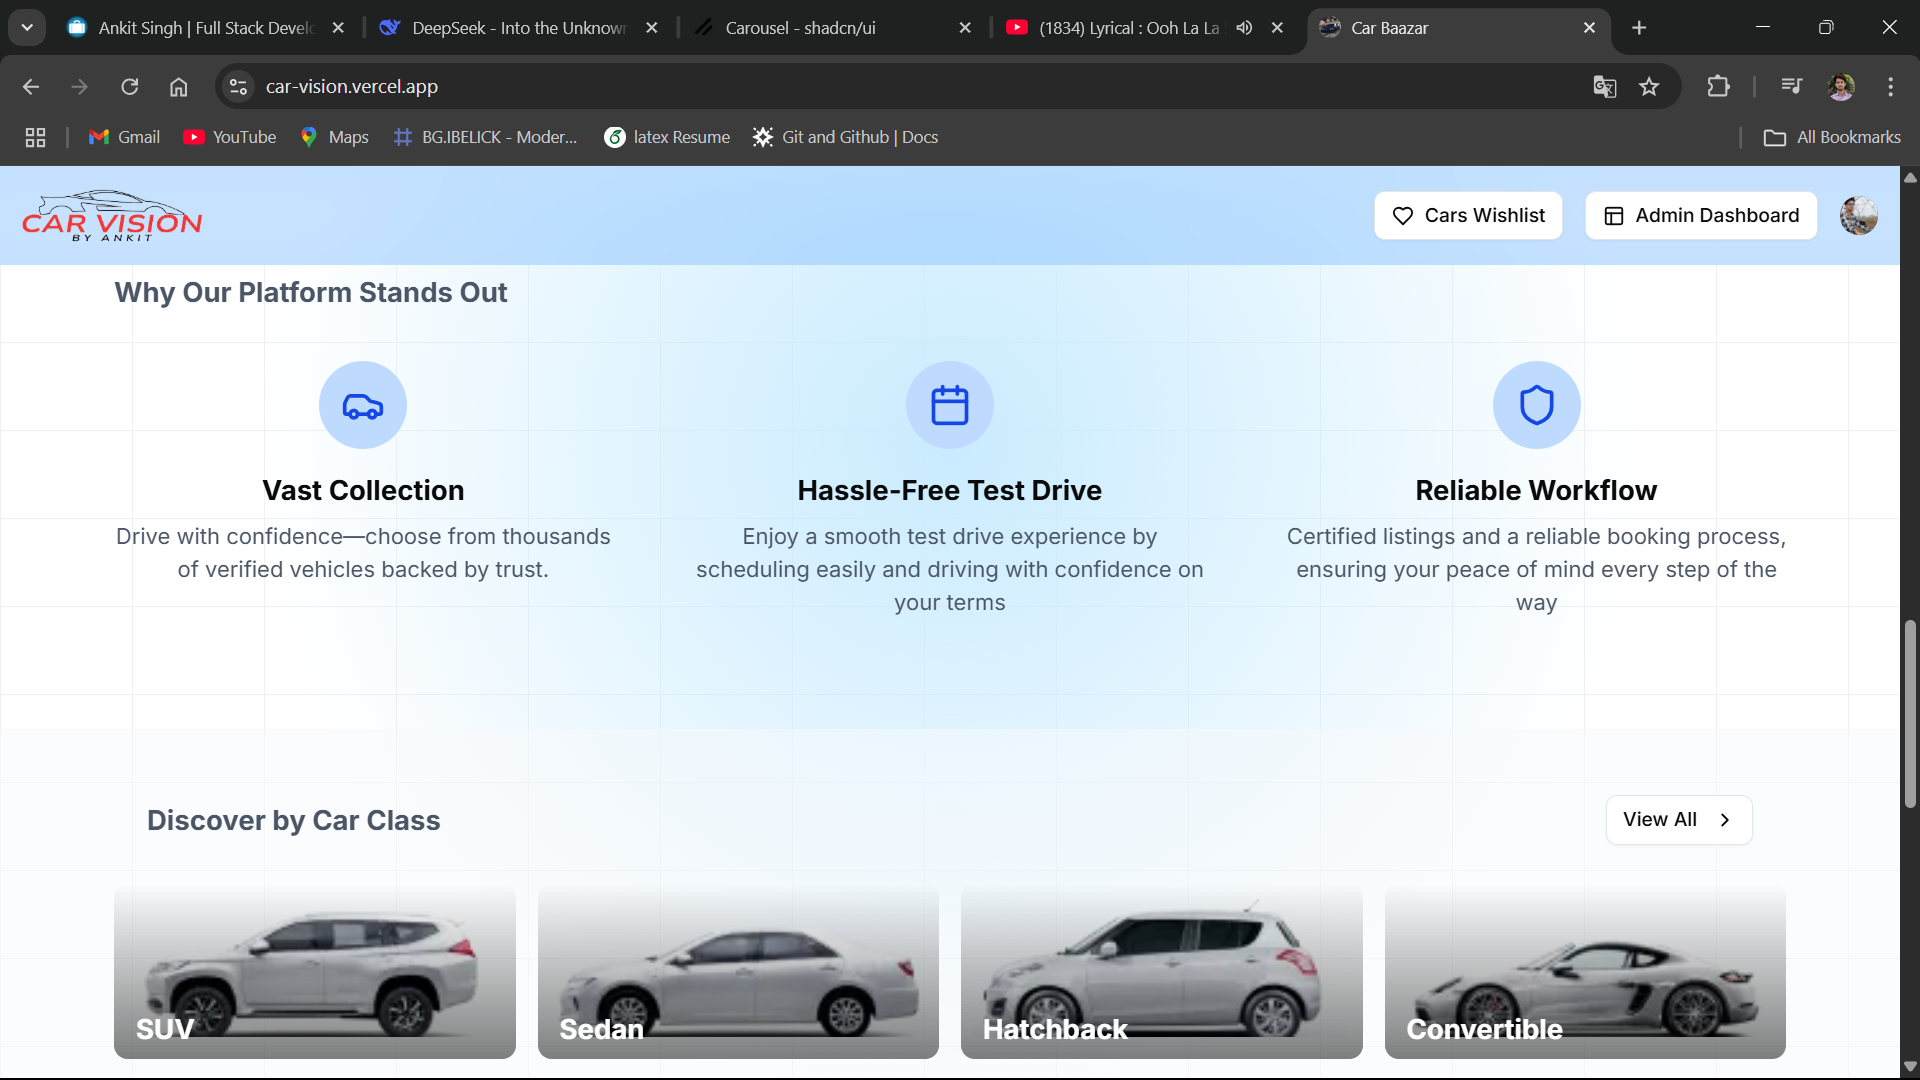 Ankit Singh | Full Stack Develo
DeepSeek - Into the Unknown
Carousel - shadcn/ui
(1834) Lyrical : Ooh La La
Car Baazar
car-vision.vercel.app
Gmail
YouTube
Maps
BG.IBELICK - Moder...
latex Resume
Git and Github | Docs
All Bookmarks
CAR VISION
BY ANKIT
Cars Wishlist
Admin Dashboard
Why Our Platform Stands Out
Vast Collection
Drive with confidence—choose from thousands
of verified vehicles backed by trust.
Hassle-Free Test Drive
Enjoy a smooth test drive experience by
scheduling easily and driving with confidence on
your terms
Reliable Workflow
Certified listings and a reliable booking process,
ensuring your peace of mind every step of the
way
Discover by Car Class
View All
SUV
Sedan
Hatchback
Convertible